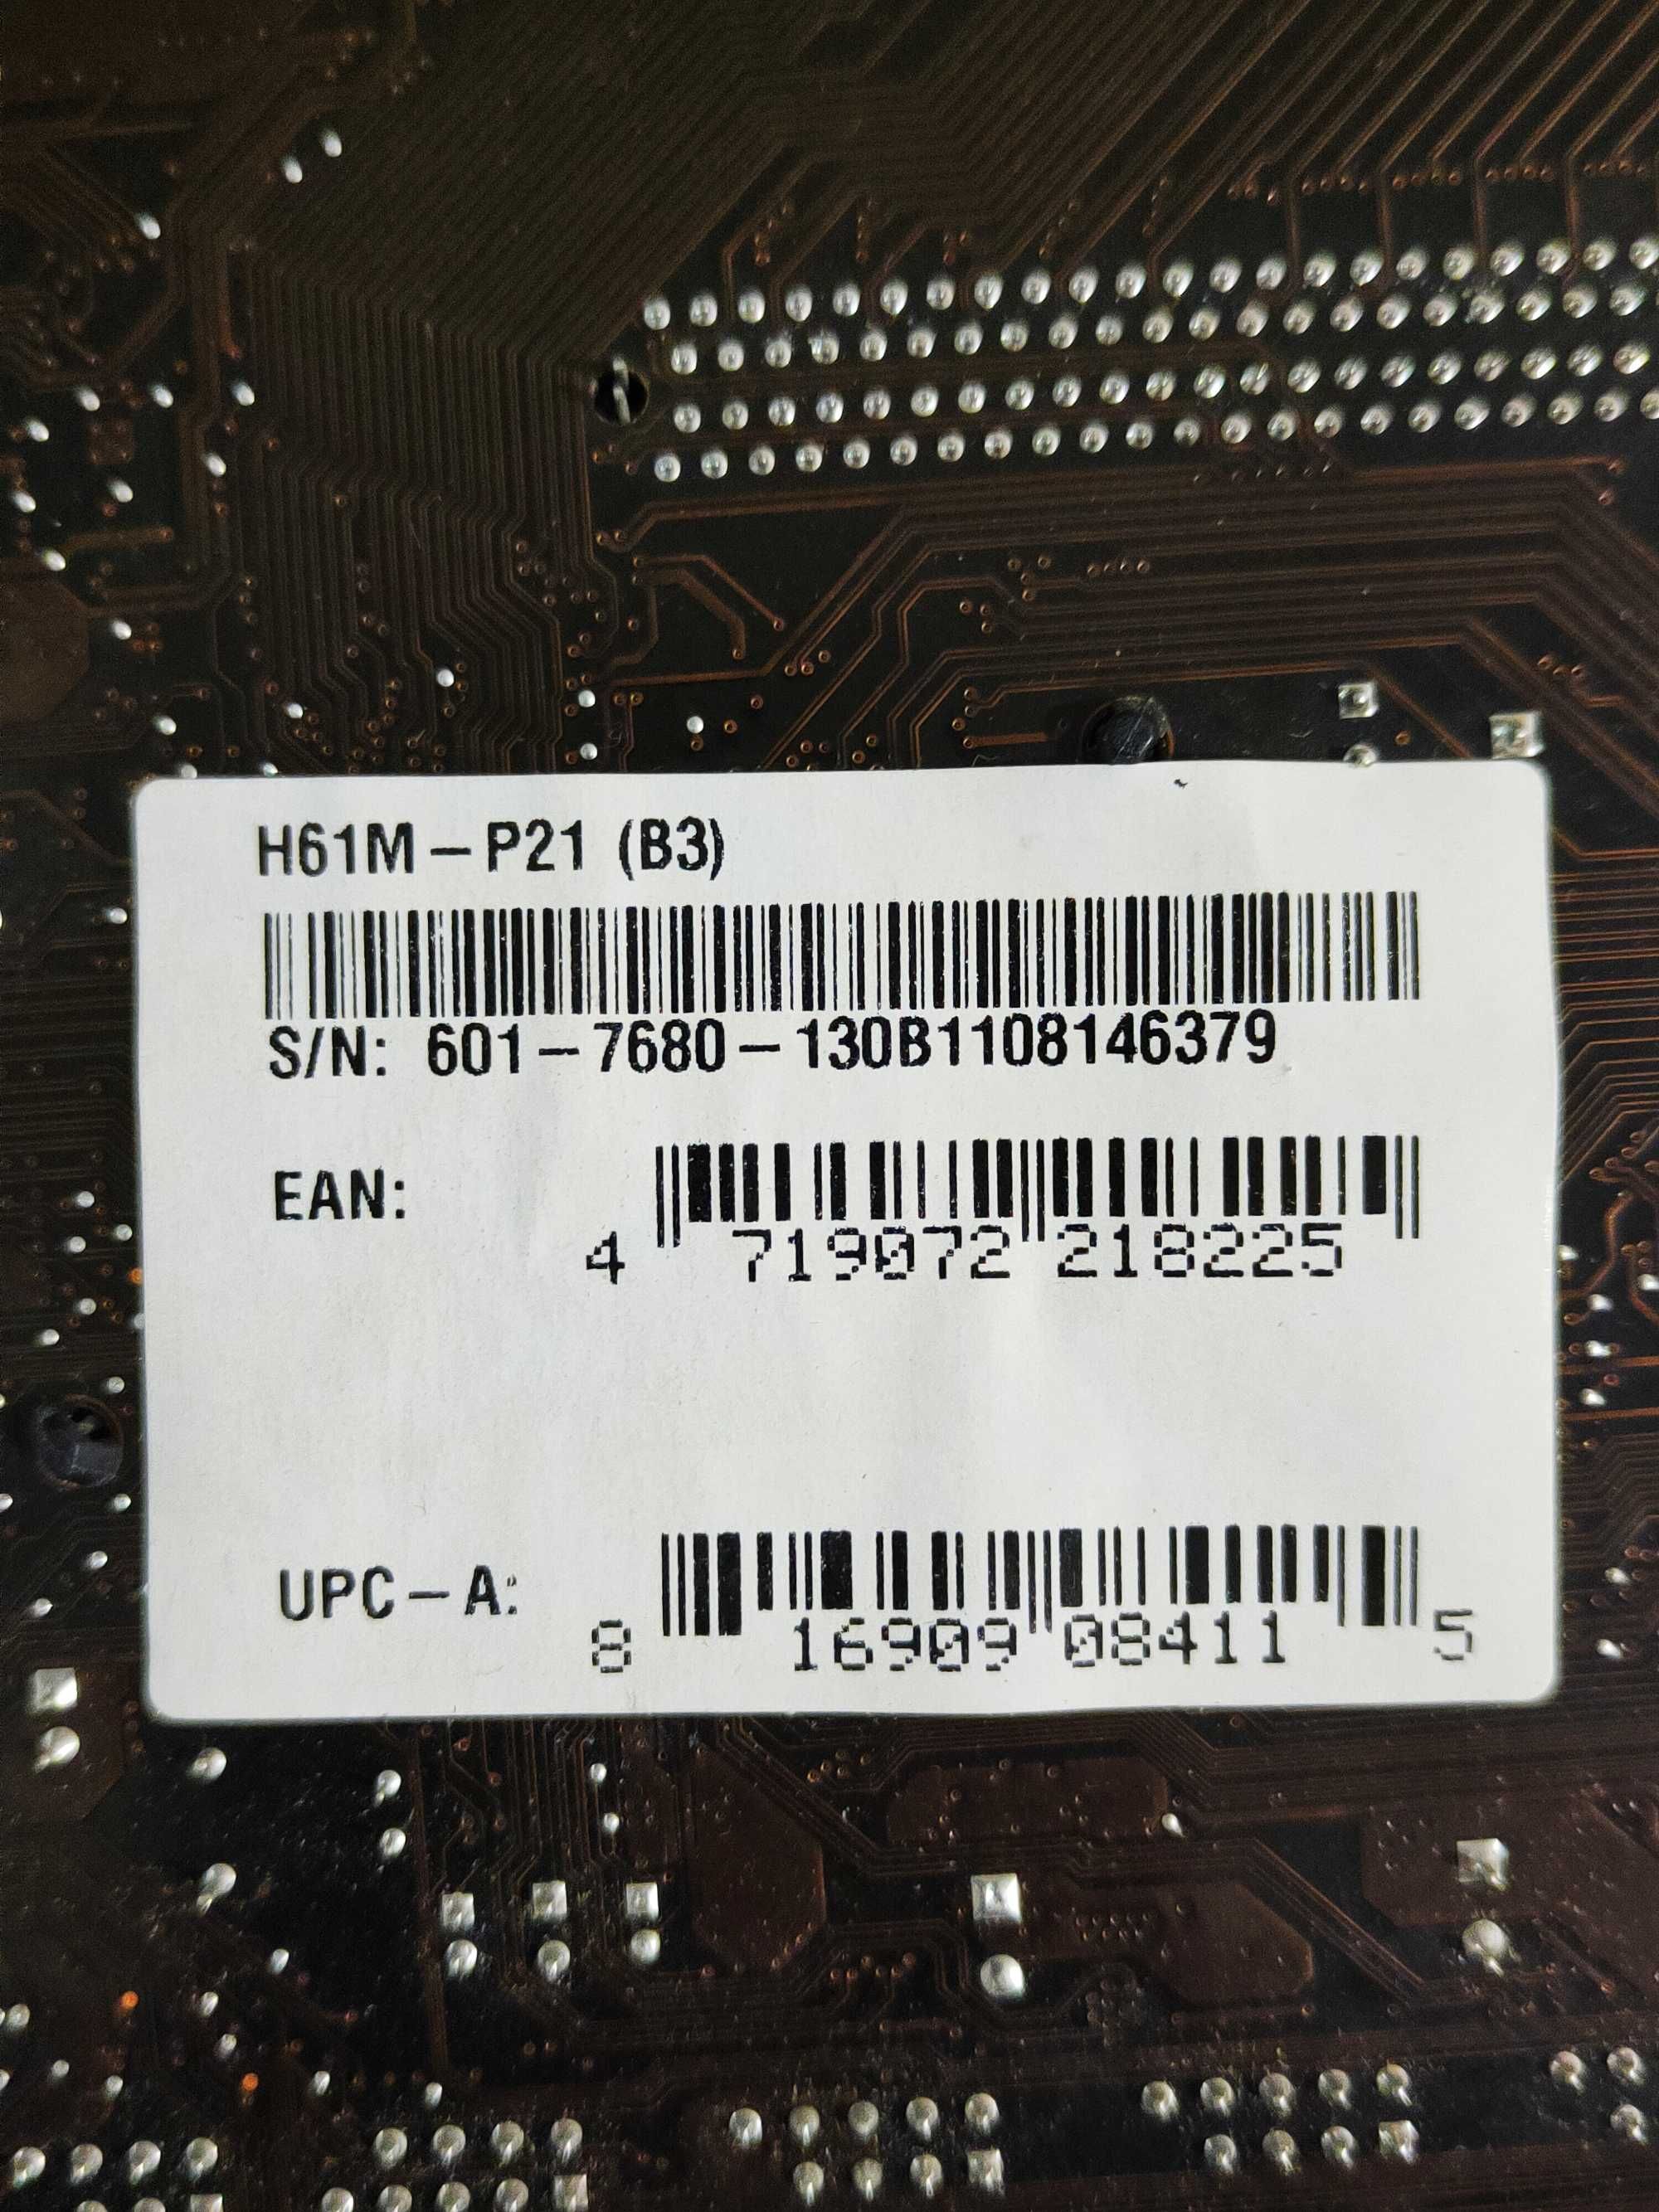 H61M-P21 (B3)
S/N: 601-7680-130B1108146379
EAN:
4 719072 218225
UPC-A:
8 16909 08411 5